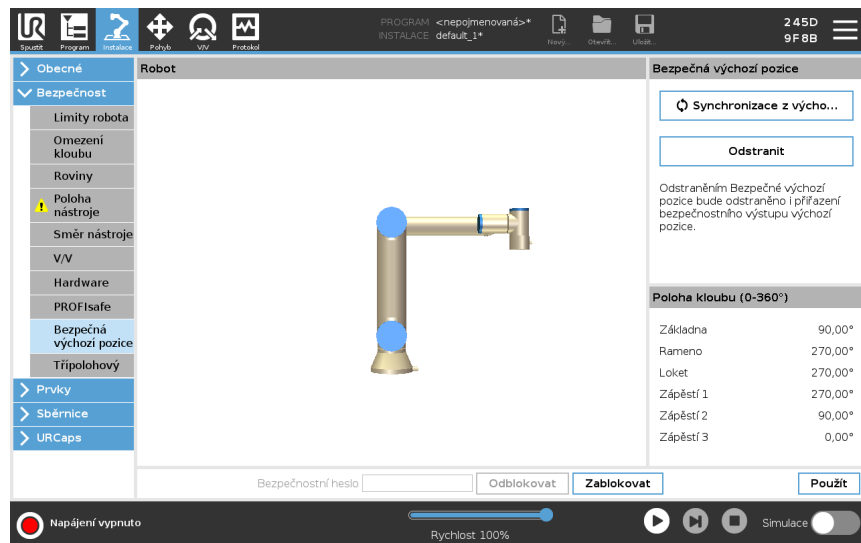 UR
PROGRAM <nepojmenovaná>*
INSTALACE default_1*
245D
9F8B
Spustit Program Instalace Pohyb V/V Protokol Nový... Otevřít... Uložit...
Obecné
Bezpečnost
Limity robota
Omezení
kloubu
Roviny
Poloha
nástroje
Směr nástroje
V/V
Hardware
PROFIsafe
Bezpečná
výchozí pozice
Třípolohový
Prvky
Sběrnice
URCaps
Robot
Bezpečná výchozí pozice
Synchronizace z výcho...
Odstranit
Odstraněním Bezpečné výchozí
pozice bude odstraněno i přiřazení
bezpečnostního výstupu výchozí
pozice.
Poloha kloubu (0-360°)
Základna 90,00°
Rameno 270,00°
Loket 270,00°
Zápěstí 1 270,00°
Zápěstí 2 90,00°
Zápěstí 3 0,00°
Bezpečnostní heslo Odblokovat Zablokovat Použít
Napájení vypnuto
Rychlost 100%
Simulace